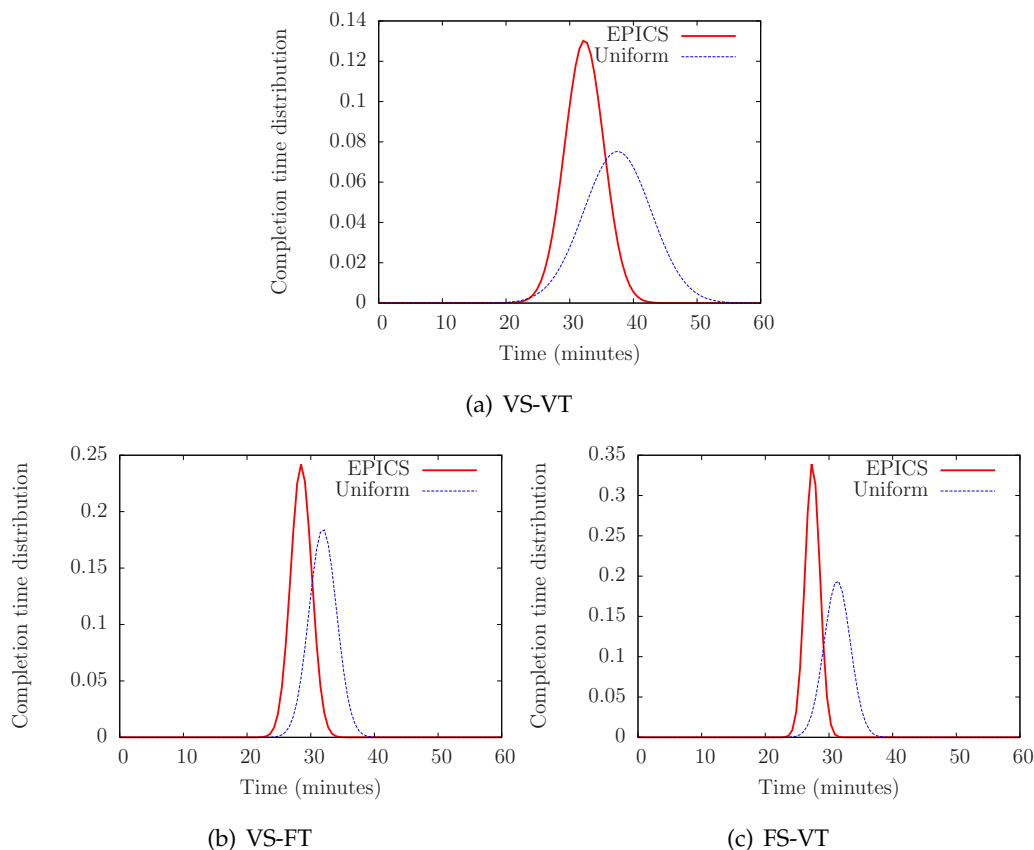 0.14
0.12
0.1
0.08
0.06
0.04
0.02
0
Completion time distribution
EPICS
Uniform
0 10 20 30 40 50 60
Time (minutes)
(a) VS-VT
0.25
0.2
0.15
0.1
0.05
0
Completion time distribution
EPICS
Uniform
0 10 20 30 40 50 60
Time (minutes)
(b) VS-FT
0.35
0.3
0.25
0.2
0.15
0.1
0.05
0
Completion time distribution
EPICS
Uniform
0 10 20 30 40 50 60
Time (minutes)
(c) FS-VT